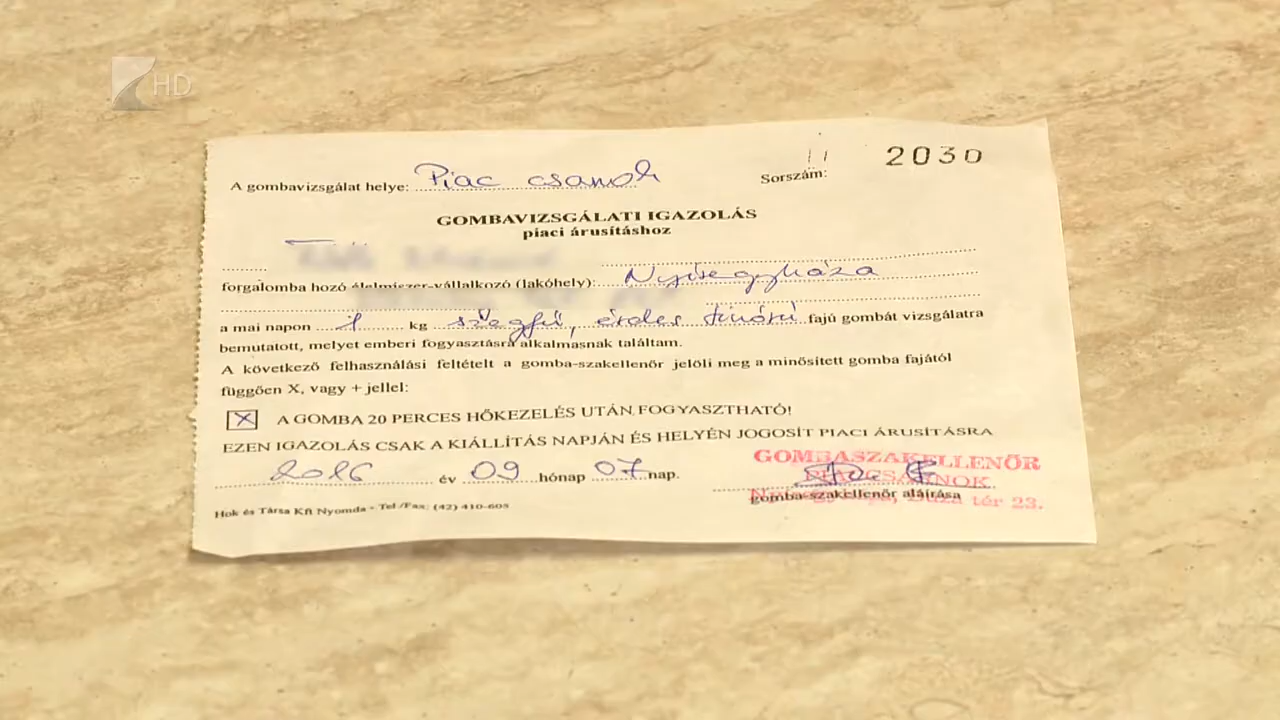 HD
A gombavizsgálat helye: Piac csarnok Sorszám: 2030
GOMBAVIZSGÁLATI IGAZOLÁS
piaci árusításhoz
forgalomba hozó élelmiszer-vállalkozó (lakóhely): Nyíregyháza
a mai napon 1 kg szegfű, érdes tinórú fajú gombát vizsgálatra
bemutatott, melyet emberi fogyasztásra alkalmasnak találtam.
A következő felhasználási feltételt a gomba-szakellenőr jelöli meg a minősített gomba fajától
függően X, vagy + jellel:
X A GOMBA 20 PERCES HŐKEZELÉS UTÁN FOGYASZTHATÓ!
EZEN IGAZOLÁS CSAK A KIÁLLÍTÁS NAPJÁN ÉS HELYÉN JOGOSÍT PIACI ÁRUSÍTÁSRA
2016 év 09 hónap 07 nap.
GOMBASZAKELLENŐR
PIACCSARNOK
tér 23.
gomba-szakellenőr aláírása
Hok és Társa Kft Nyomda - Tel./Fax: (42) 410-605